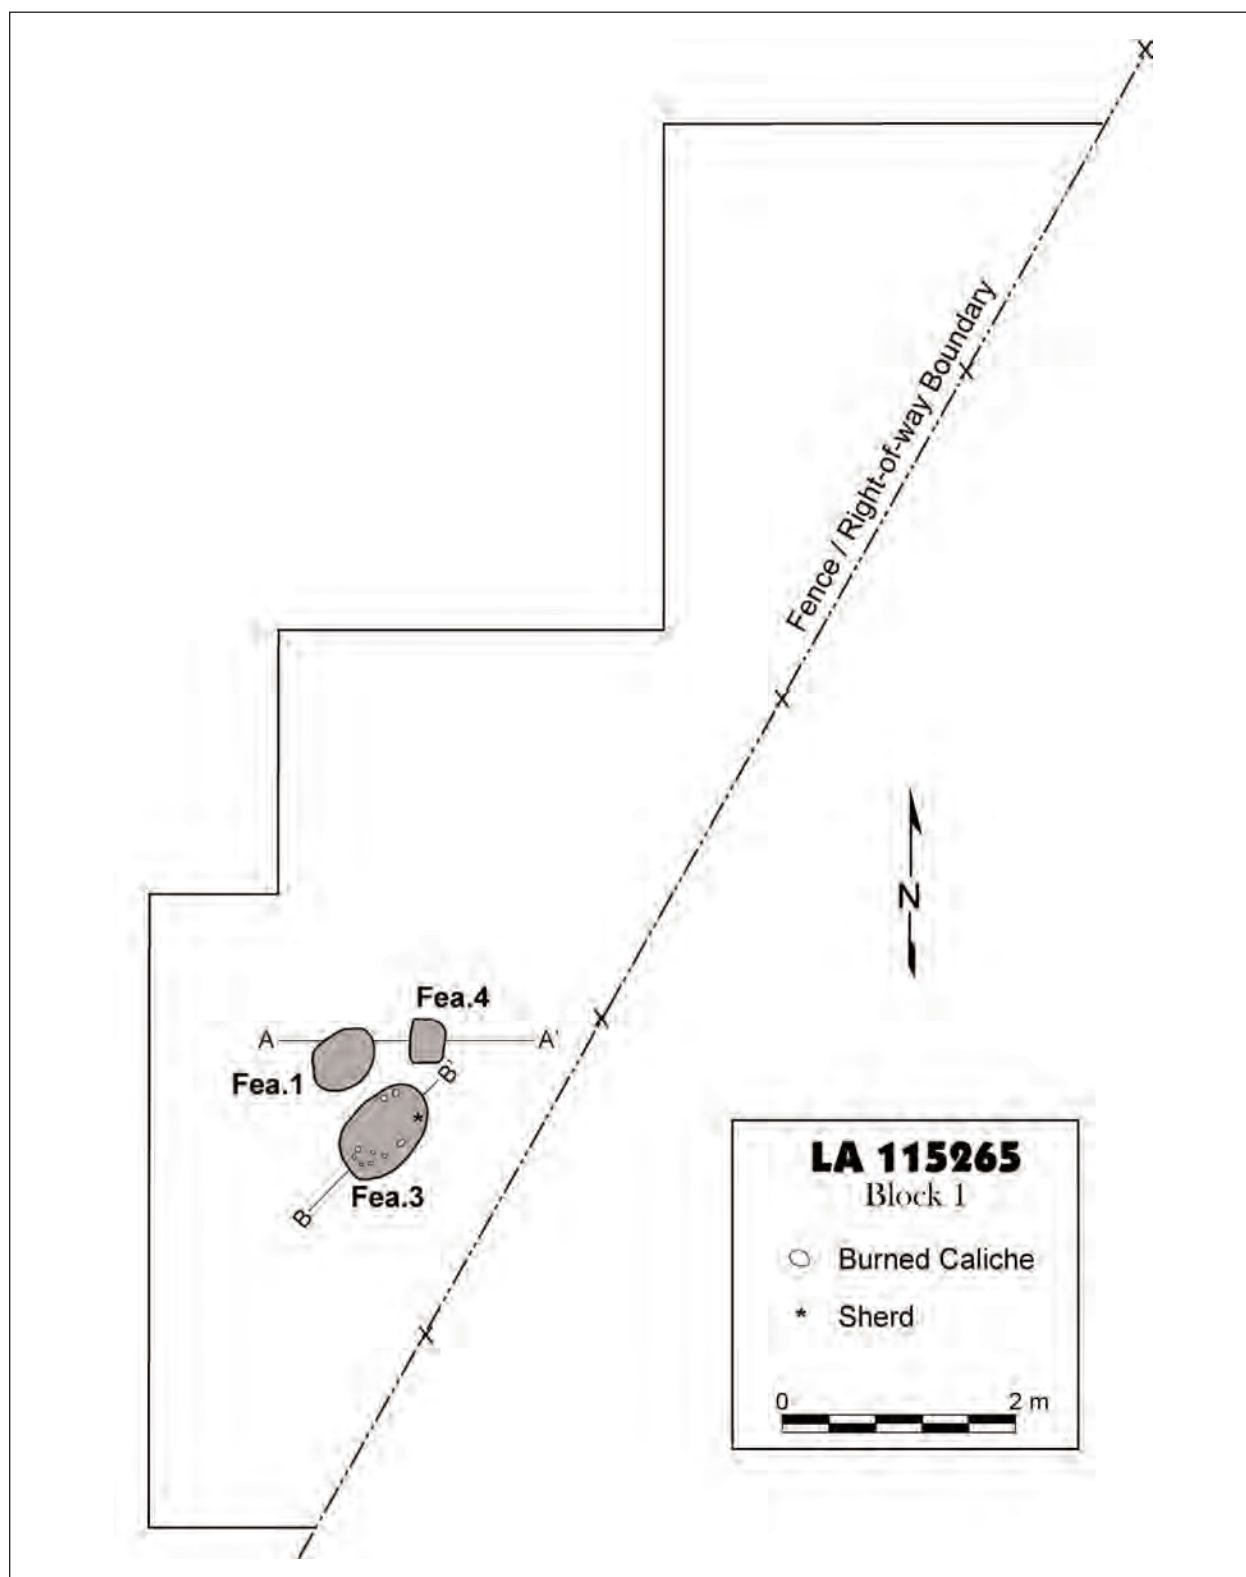 Fence / Right-of-way Boundary
N
Fea.4
A
A'
Fea.1
B'
Fea.3
B
LA 115265
Block 1
Burned Caliche
* Sherd
0 2 m